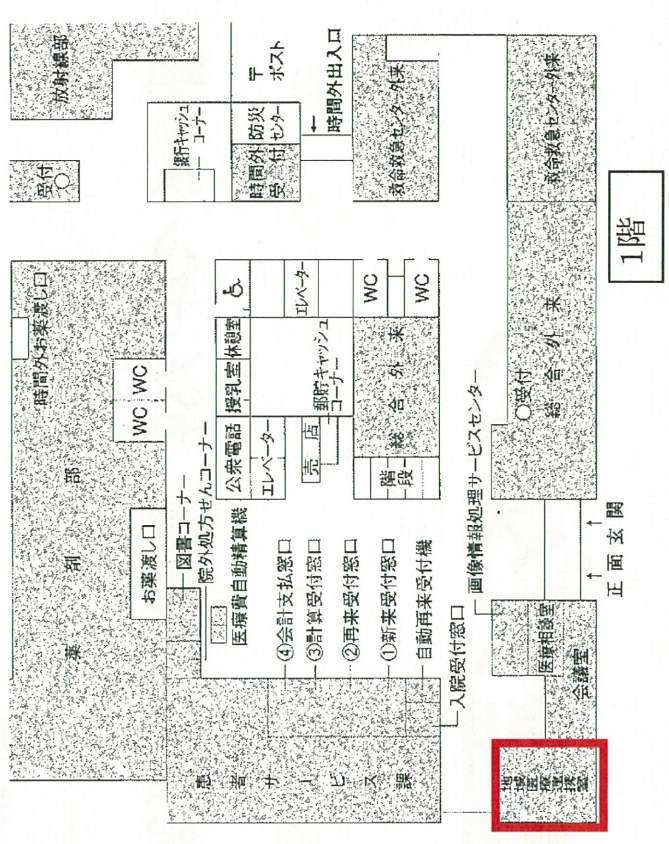 1階
放射線部
受付
銀行キャッシュ
コーナー
時間外
受付
防災
センター
〒
ポスト
時間外出入口
救命救急センター外来
救命救急センター外来
時間外お薬渡し口
WC
WC
薬剤部
お薬渡し口
図書コーナー
院外処方せんコーナー
医療費自動精算機
公衆電話
授乳室
休憩室
エレベーター
エレベーター
売店
郵貯キャッシュ
コーナー
WC
WC
総合外来
階段
受付
総合外来
④会計支払窓口
③計算受付窓口
②再来受付窓口
①新来受付窓口
自動再来受付機
入院受付窓口
画像情報処理サービスセンター
正面玄関
患者サービス課
医療相談室
会議室
地域医療連携室